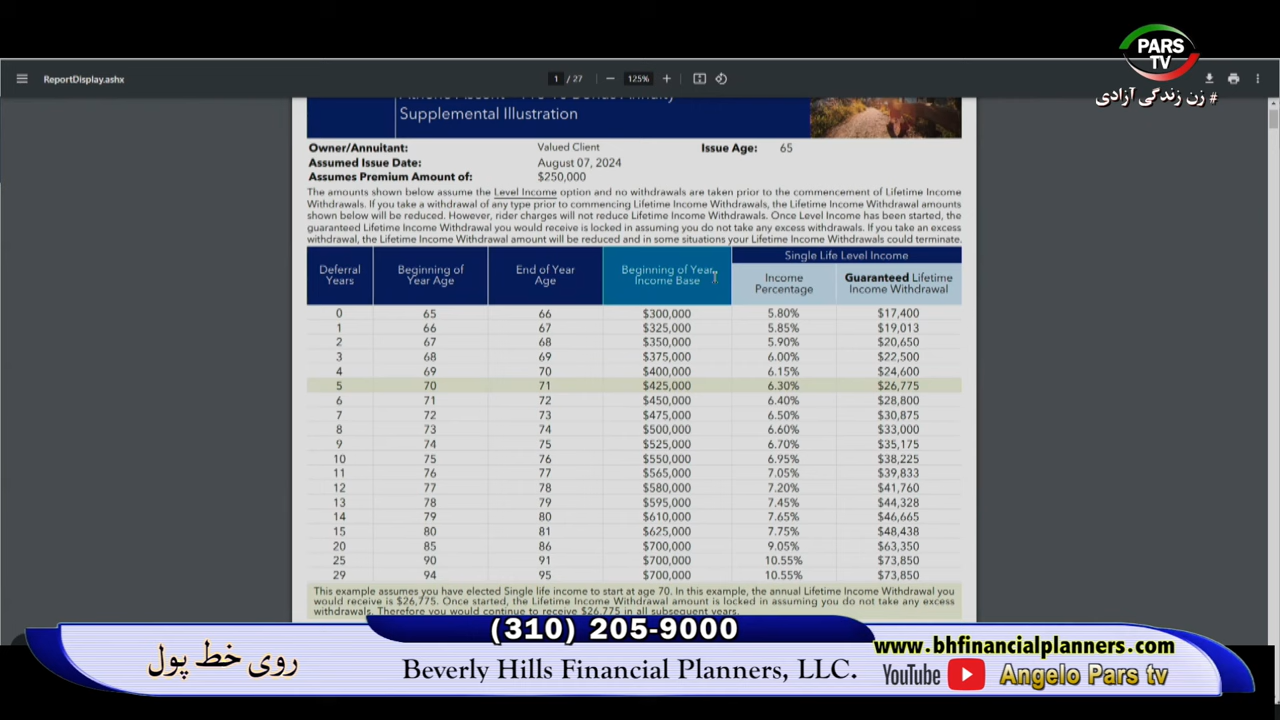 PARS
TV
# زن زندگی آزادی
ReportDisplay.ashx
1 / 27
125%
Supplemental Illustration
Owner/Annuitant: Valued Client Issue Age: 65
Assumed Issue Date: August 07, 2024
Assumes Premium Amount of: $250,000
The amounts shown below assume the Level Income option and no withdrawals are taken prior to the commencement of Lifetime Income
Withdrawals. If you take a withdrawal of any type prior to commencing Lifetime Income Withdrawals, the Lifetime Income Withdrawal amounts
shown below will be reduced. However, rider charges will not reduce Lifetime Income Withdrawals. Once Level Income has been started, the
guaranteed Lifetime Income Withdrawal you would receive is locked in assuming you do not take any excess withdrawals. If you take an excess
withdrawal, the Lifetime Income Withdrawal amount will be reduced and in some situations your Lifetime Income Withdrawals could terminate.
Single Life Level Income
Deferral Years
Beginning of Year Age
End of Year Age
Beginning of Year Income Base
Income Percentage
Guaranteed Lifetime Income Withdrawal
0 65 66 $300,000 5.80% $17,400
1 66 67 $325,000 5.85% $19,013
2 67 68 $350,000 5.90% $20,650
3 68 69 $375,000 6.00% $22,500
4 69 70 $400,000 6.15% $24,600
5 70 71 $425,000 6.30% $26,775
6 71 72 $450,000 6.40% $28,800
7 72 73 $475,000 6.50% $30,875
8 73 74 $500,000 6.60% $33,000
9 74 75 $525,000 6.70% $35,175
10 75 76 $550,000 6.95% $38,225
11 76 77 $565,000 7.05% $39,833
12 77 78 $580,000 7.20% $41,760
13 78 79 $595,000 7.45% $44,328
14 79 80 $610,000 7.65% $46,665
15 80 81 $625,000 7.75% $48,438
20 85 86 $700,000 9.05% $63,350
25 90 91 $700,000 10.55% $73,850
29 94 95 $700,000 10.55% $73,850
This example assumes you have elected Single life income to start at age 70. In this example, the annual Lifetime Income Withdrawal you
would receive is $26,775. Once started, the Lifetime Income Withdrawal amount is locked in assuming you do not take any excess
withdrawals. Therefore you would continue to receive $26,775 in all subsequent years.
(310) 205-9000
روی خط پول
Beverly Hills Financial Planners, LLC.
www.bhfinancialplanners.com
YouTube Angelo Pars tv